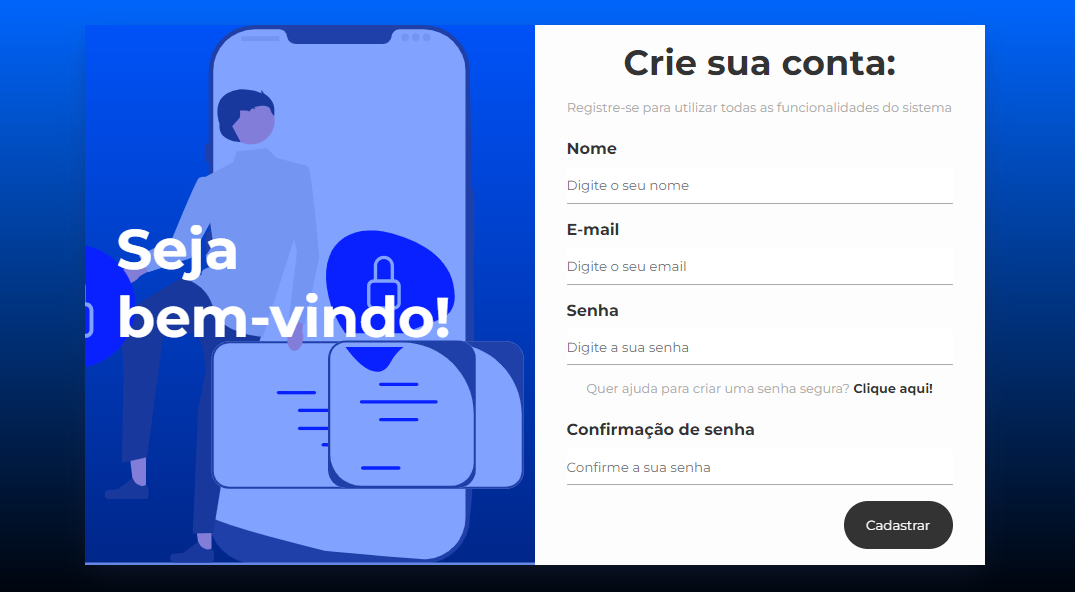 Seja
bem-vindo!
Crie sua conta:
Registre-se para utilizar todas as funcionalidades do sistema
Nome
Digite o seu nome
E-mail
Digite o seu email
Senha
Digite a sua senha
Quer ajuda para criar uma senha segura? Clique aqui!
Confirmação de senha
Confirme a sua senha
Cadastrar